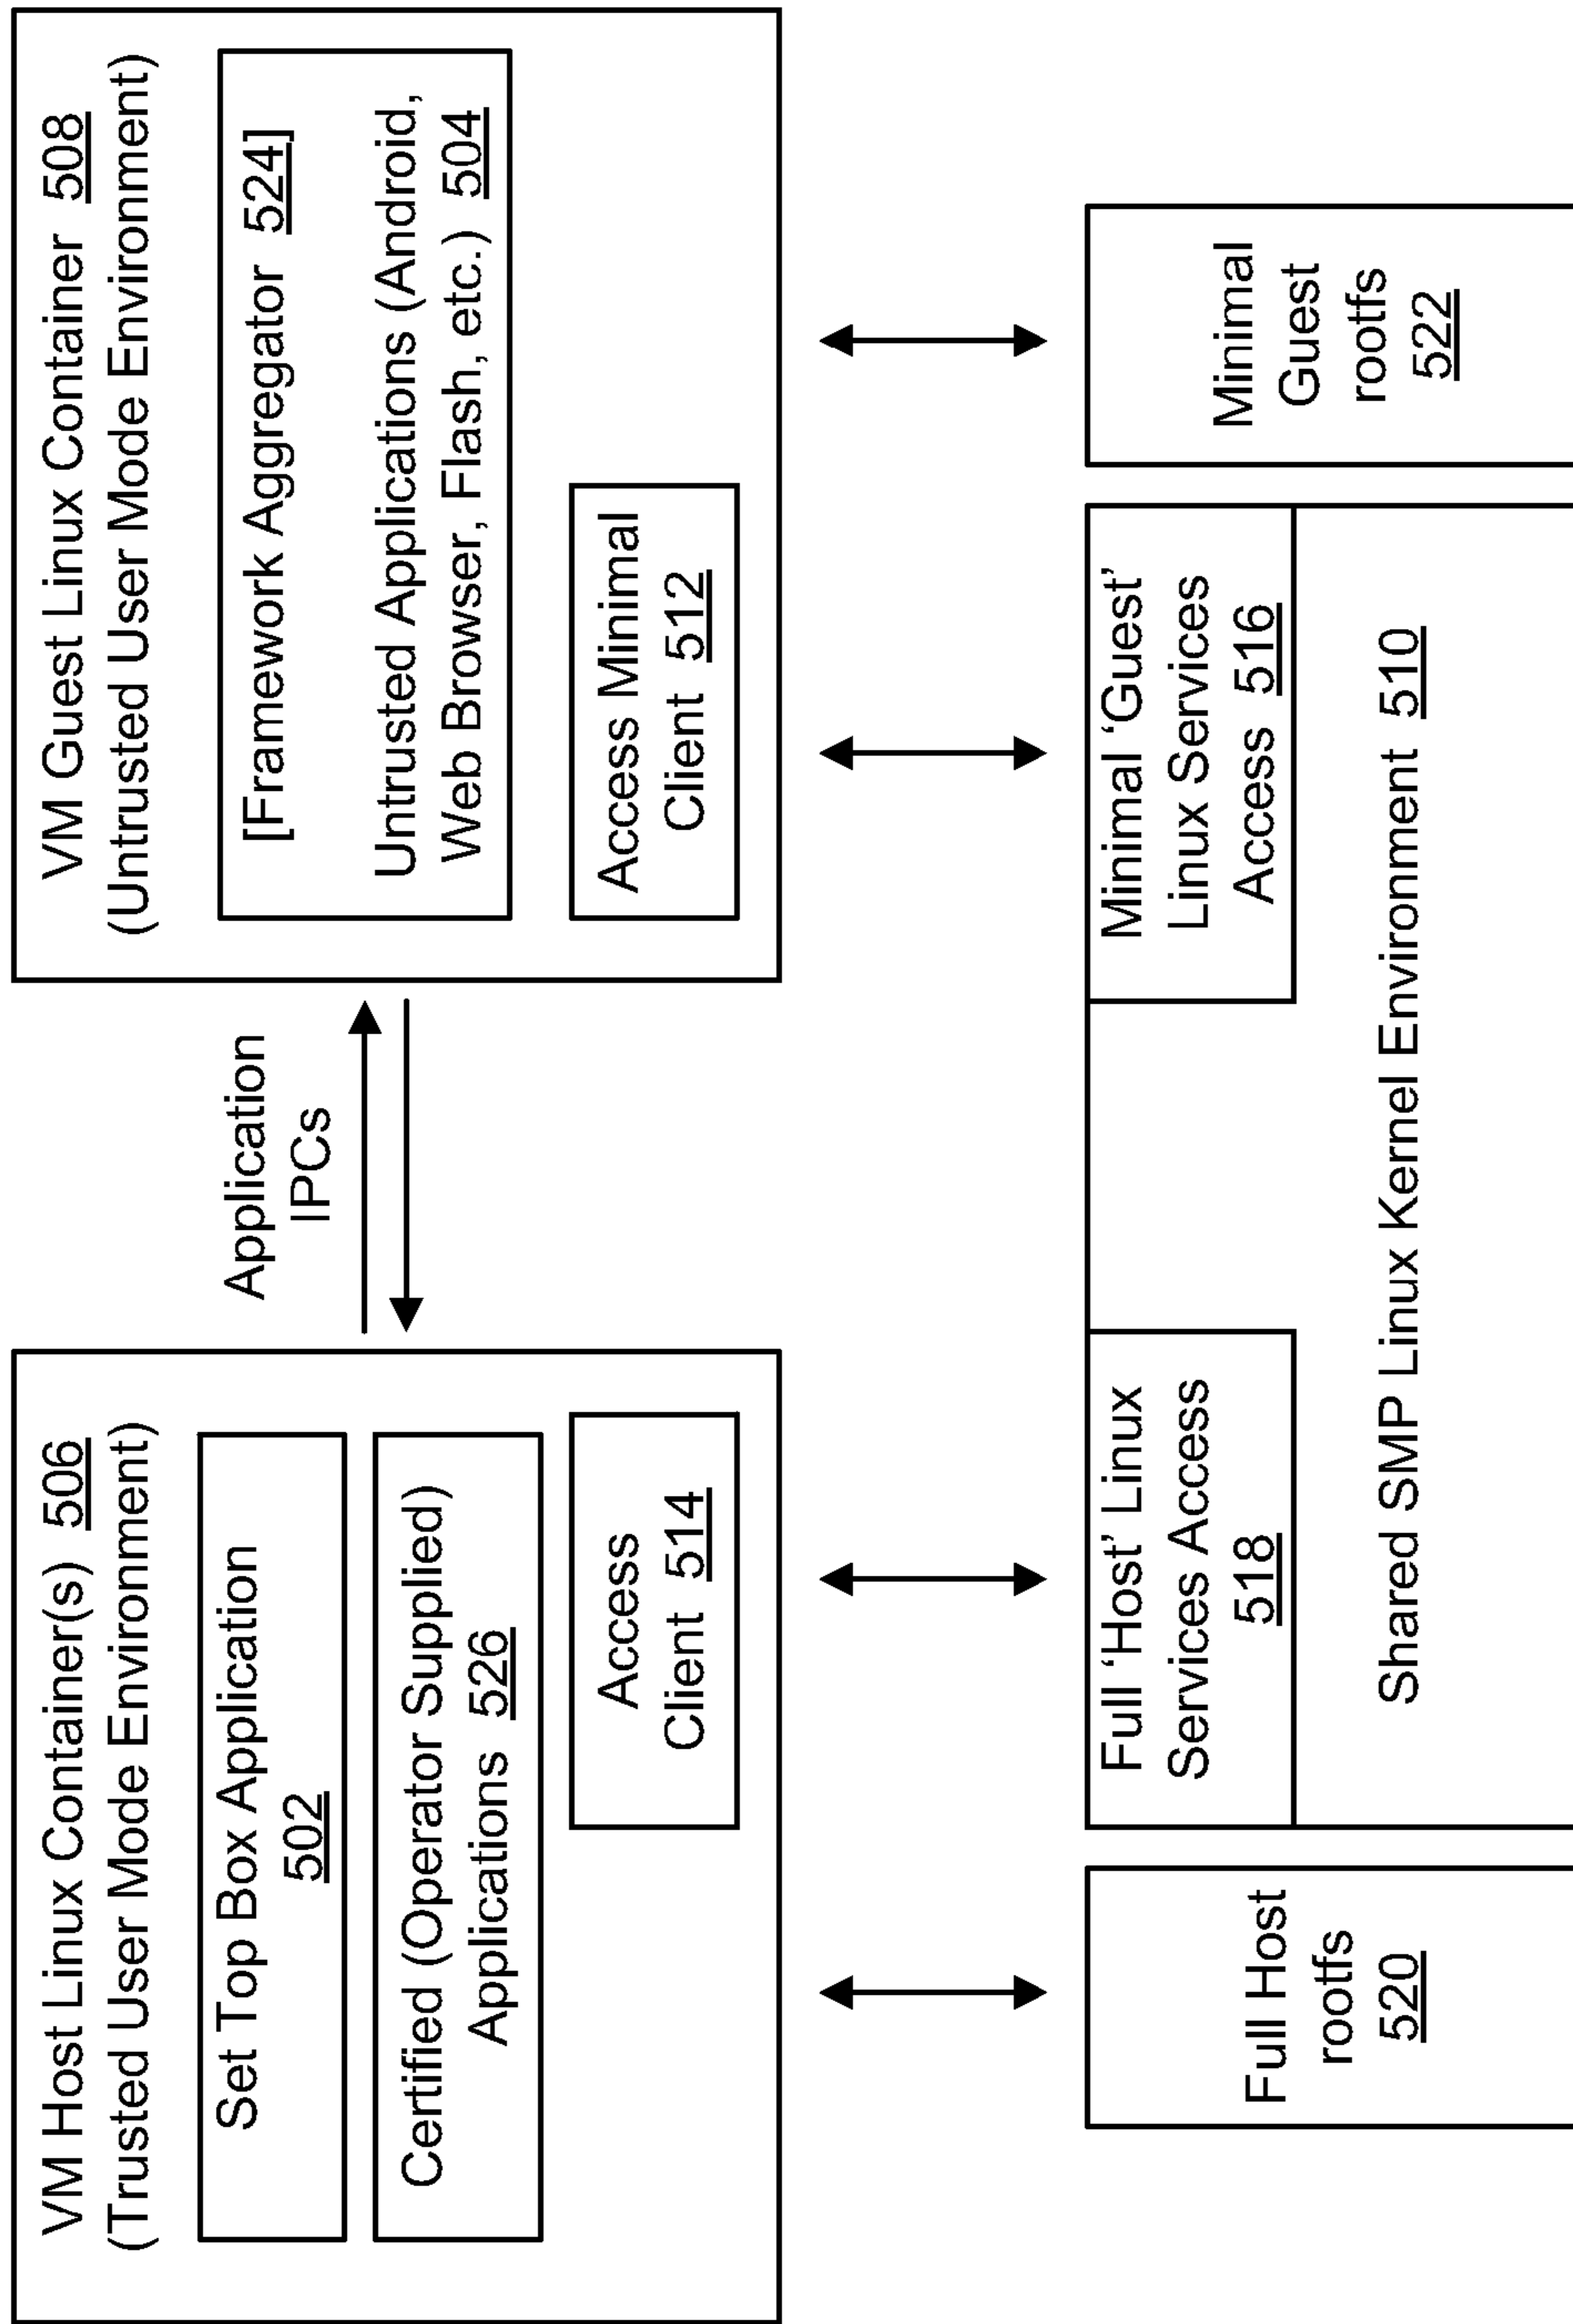 VM Host Linux Container(s) 506
(Trusted User Mode Environment)
Set Top Box Application
502
Certified (Operator Supplied)
Applications 526
Access
Client 514
Application
IPCs
VM Guest Linux Container 508
(Untrusted User Mode Environment)
[Framework Aggregator 524]
Untrusted Applications (Android,
Web Browser, Flash, etc.) 504
Access Minimal
Client 512
Full Host
rootfs
520
Full ‘Host’ Linux
Services Access
518
Minimal ‘Guest’
Linux Services
Access 516
Shared SMP Linux Kernel Environment 510
Minimal
Guest
rootfs
522